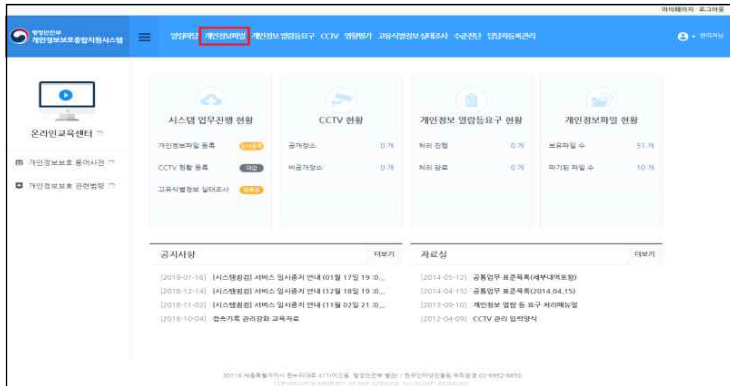 마이페이지 로그아웃
행정안전부
개인정보보호종합지원시스템
알림마당 개인정보파일 개인정보 열람등요구 CCTV 영향평가 고유식별정보 실태조사 수준진단 담당자등록관리
관리자님
온라인교육센터
개인정보보호 용어사전
개인정보보호 관련법령
시스템 업무진행 현황
개인정보파일 등록
CCTV 현황 등록
고유식별정보 실태조사
CCTV 현황
공개장소 0 개
비공개장소 0 개
개인정보 열람등요구 현황
처리 진행 0 개
처리 완료 0 개
개인정보파일 현황
보유파일 수 51 개
파기된 파일 수 10 개
공지사항 더보기
[2019-01-16] [시스템점검] 서비스 일시중지 안내 (01월 17일 19:0...
[2018-12-14] [시스템점검] 서비스 일시중지 안내 (12월 18일 19:0...
[2018-11-02] [시스템점검] 서비스 일시중지 안내 (11월 02일 21:0...
[2018-10-04] 접속기록 관리강화 교육자료
자료실 더보기
[2014-05-12] 공통업무 표준목록(세부내역포함)
[2014-04-15] 공통업무 표준목록(2014.04.15)
[2013-09-10] 개인정보 열람 등 요구 처리매뉴얼
[2012-04-09] CCTV 관리 입력양식